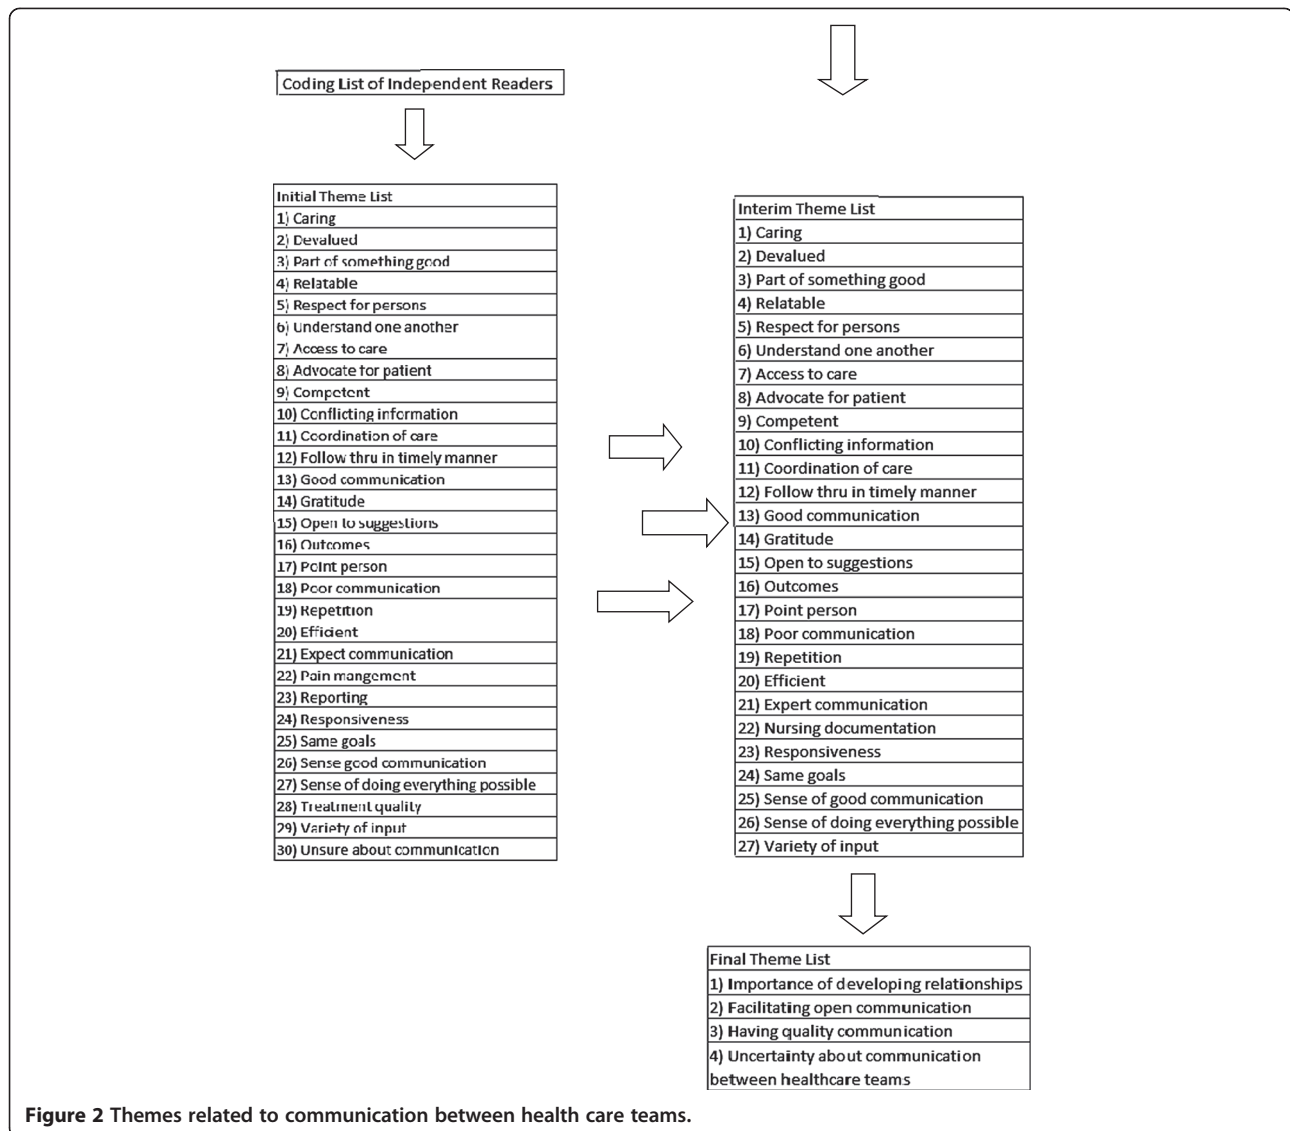 Coding List of Independent Readers
Initial Theme List
1) Caring
2) Devalued
3) Part of something good
4) Relatable
5) Respect for persons
6) Understand one another
7) Access to care
8) Advocate for patient
9) Competent
10) Conflicting information
11) Coordination of care
12) Follow thru in timely manner
13) Good communication
14) Gratitude
15) Open to suggestions
16) Outcomes
17) Point person
18) Poor communication
19) Repetition
20) Efficient
21) Expect communication
22) Pain mangement
23) Reporting
24) Responsiveness
25) Same goals
26) Sense good communication
27) Sense of doing everything possible
28) Treatment quality
29) Variety of input
30) Unsure about communication
Interim Theme List
1) Caring
2) Devalued
3) Part of something good
4) Relatable
5) Respect for persons
6) Understand one another
7) Access to care
8) Advocate for patient
9) Competent
10) Conflicting information
11) Coordination of care
12) Follow thru in timely manner
13) Good communication
14) Gratitude
15) Open to suggestions
16) Outcomes
17) Point person
18) Poor communication
19) Repetition
20) Efficient
21) Expert communication
22) Nursing documentation
23) Responsiveness
24) Same goals
25) Sense of good communication
26) Sense of doing everything possible
27) Variety of input
Final Theme List
1) Importance of developing relationships
2) Facilitating open communication
3) Having quality communication
4) Uncertainty about communication
between healthcare teams
Figure 2 Themes related to communication between health care teams.